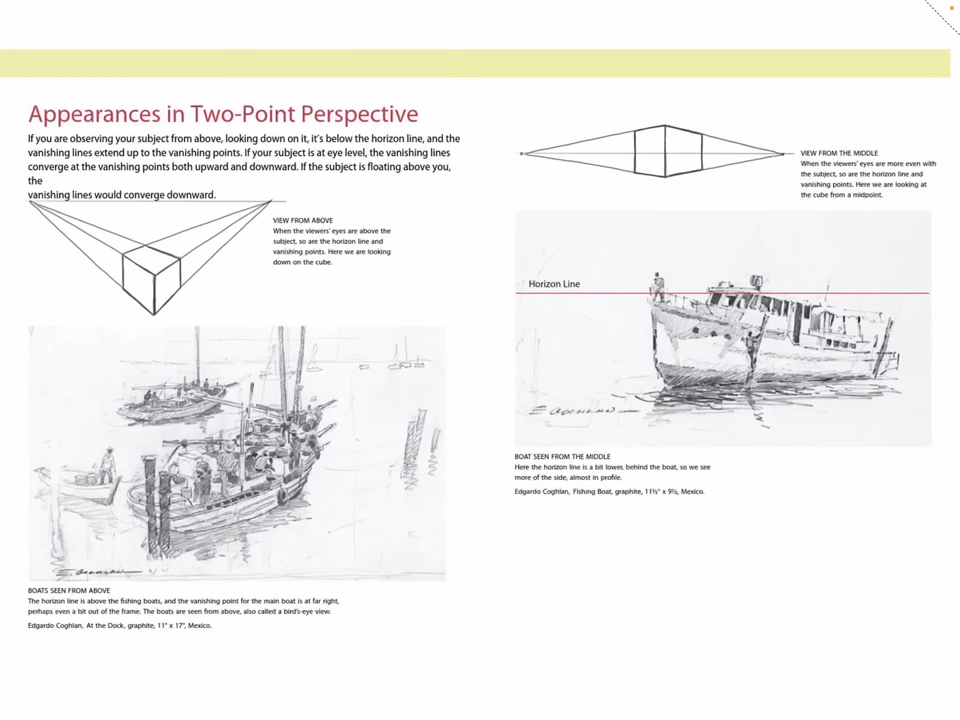 Appearances in Two-Point Perspective
If you are observing your subject from above, looking down on it, it's below the horizon line, and the
vanishing lines extend up to the vanishing points. If your subject is at eye level, the vanishing lines
converge at the vanishing points both upward and downward. If the subject is floating above you,
the
vanishing lines would converge downward.
VIEW FROM ABOVE
When the viewers' eyes are above the
subject, so are the horizon line and
vanishing points. Here we are looking
down on the cube.
BOATS SEEN FROM ABOVE
The horizon line is above the fishing boats, and the vanishing point for the main boat is at far right,
perhaps even a bit out of the frame. The boats are seen from above, also called a bird's-eye view.
Edgardo Coghlan, At the Dock, graphite, 11" x 17", Mexico.
VIEW FROM THE MIDDLE
When the viewers' eyes are more even with
the subject, so are the horizon line and
vanishing points. Here we are looking at
the cube from a midpoint.
Horizon Line
BOAT SEEN FROM THE MIDDLE
Here the horizon line is a bit lower, behind the boat, so we see
more of the side, almost in profile.
Edgardo Coghlan, Fishing Boat, graphite, 11½" x 9½, Mexico.